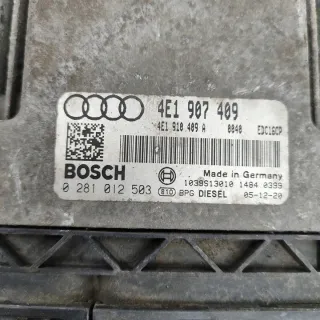 4E1 907 409
4E1 910 409 A 0040 EDC16CP
BOSCH Made in Germany
1039S13010 1484 0399
0 281 012 503 810 BPG DIESEL 05-12-20